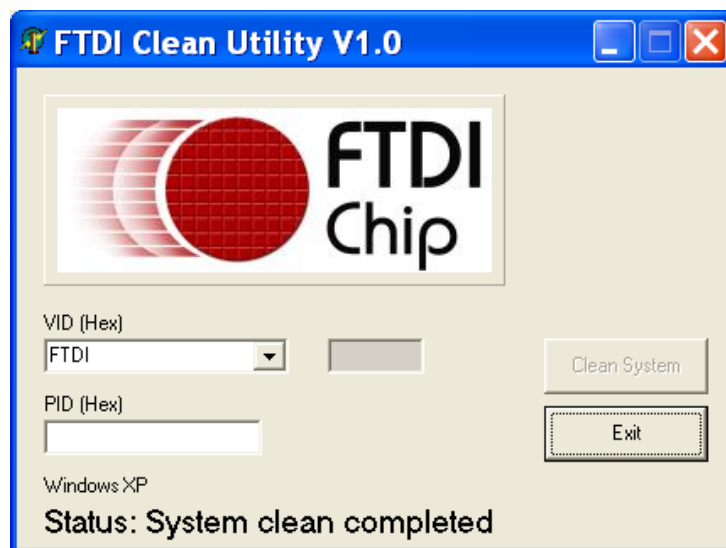 FTDI Clean Utility V1.0
FTDI
Chip
VID (Hex)
FTDI
Clean System
PID (Hex)
Exit
Windows XP
Status: System clean completed